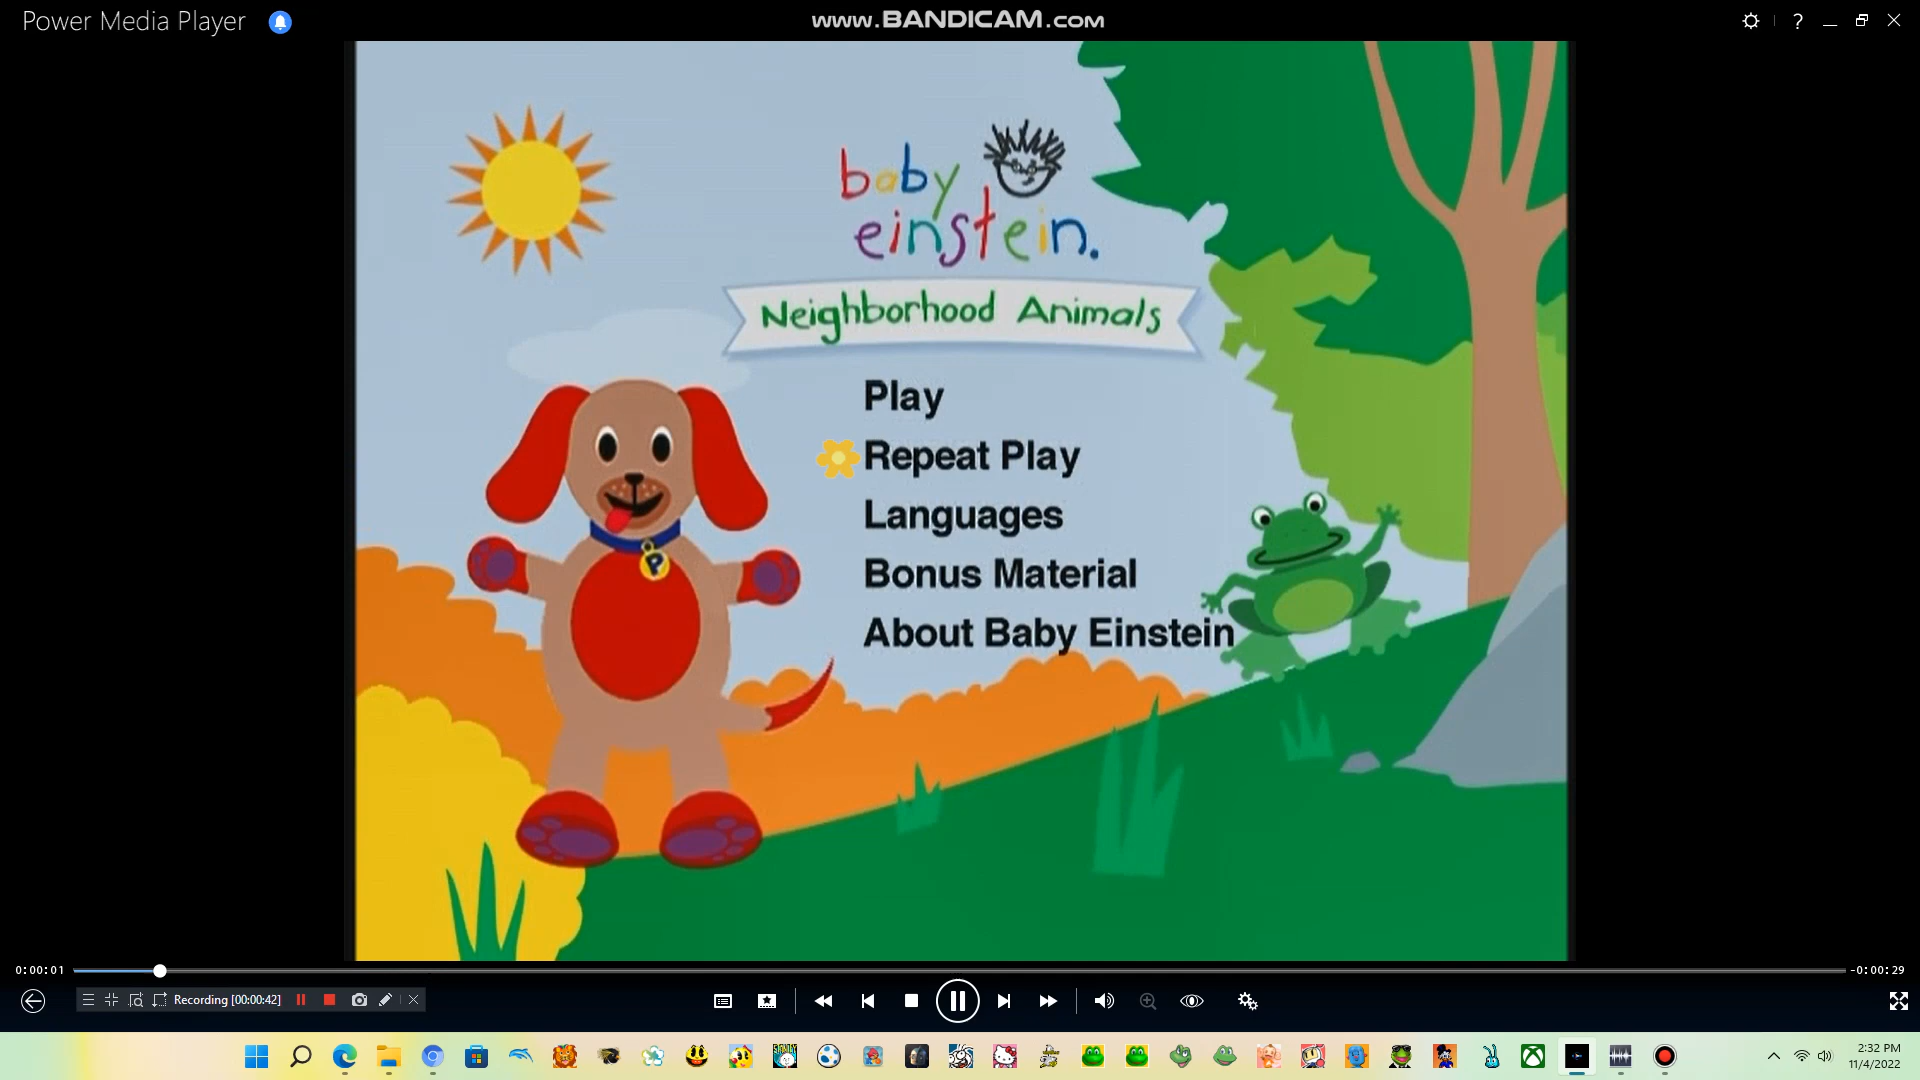 Power Media Player
www.BANDICAM.com
?
baby
einstein.
Neighborhood Animals
Play
Repeat Play
Languages
Bonus Material
About Baby Einstein
P
0:00:01
-0:00:29
Recording [00:00:42]
2:32 PM
11/4/2022